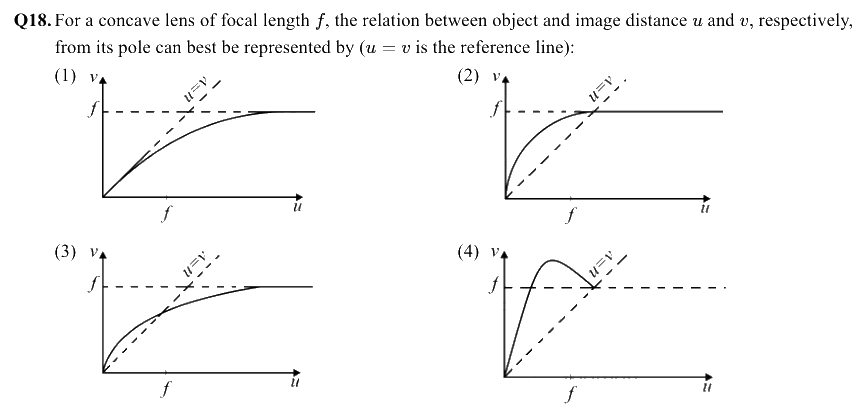 Q18. For a concave lens of focal length f, the relation between object and image distance u and v, respectively,
from its pole can best be represented by (u = v is the reference line):
(1) v
u=v
f
f
u
(2) v
u=v
f
f
u
(3) v
u=v
f
f
u
(4) v
u=v
f
f
u